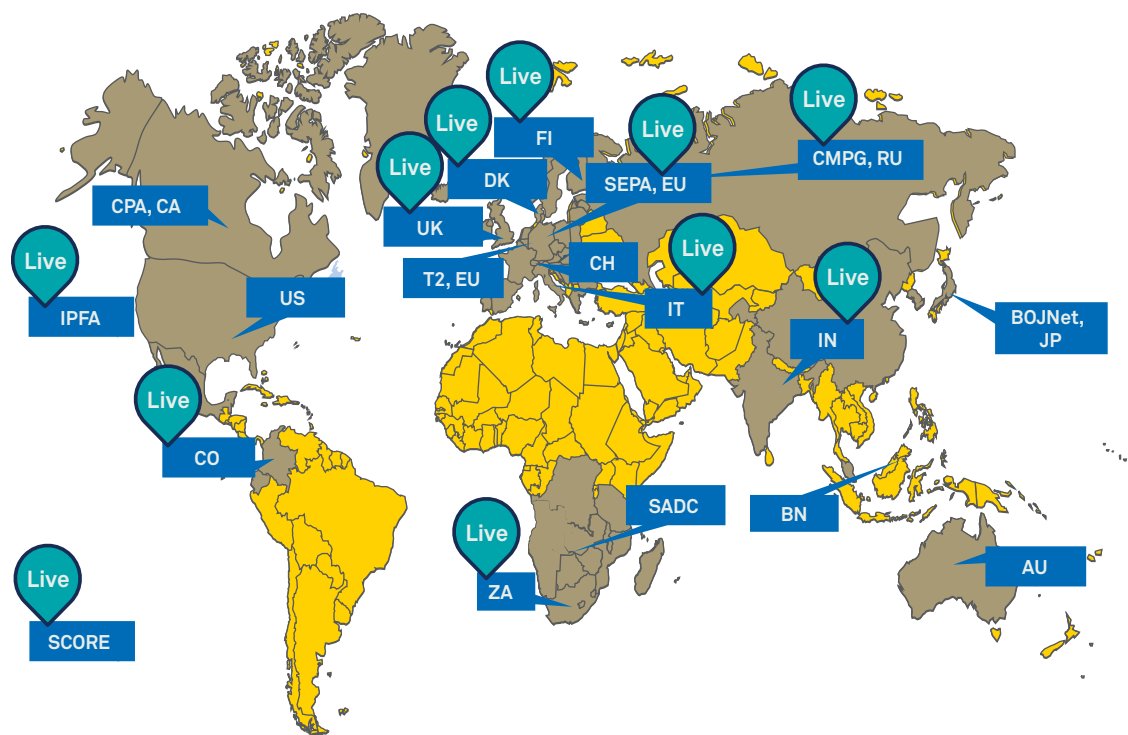 Live
FI
Live
SEPA, EU
Live
CMPG, RU
Live
DK
Live
UK
CPA, CA
T2, EU
CH
Live
IT
Live
IPFA
US
Live
IN
BOJNet,
JP
Live
CO
SADC
BN
Live
ZA
AU
Live
SCORE